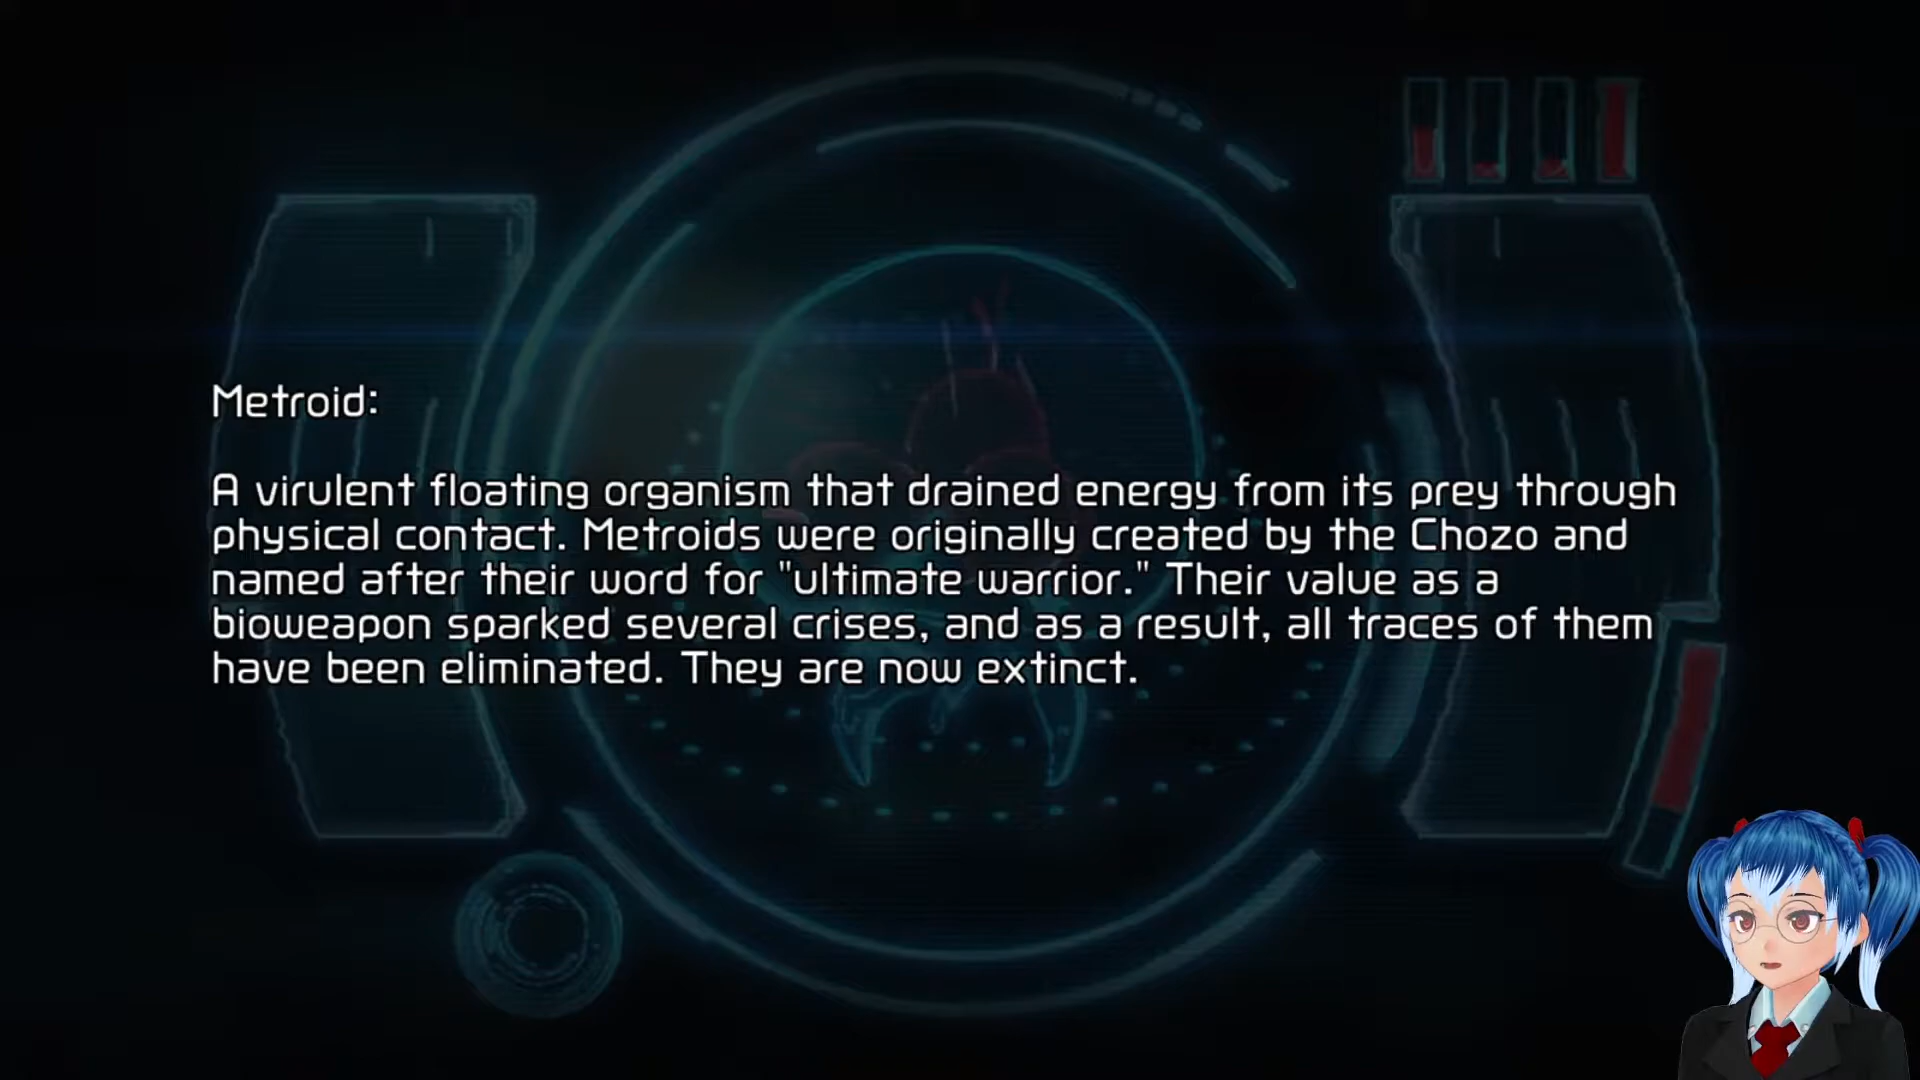 Metroid:
A virulent floating organism that drained energy from its prey through
physical contact. Metroids were originally created by the Chozo and
named after their word for "ultimate warrior." Their value as a
bioweapon sparked several crises, and as a result, all traces of them
have been eliminated. They are now extinct.